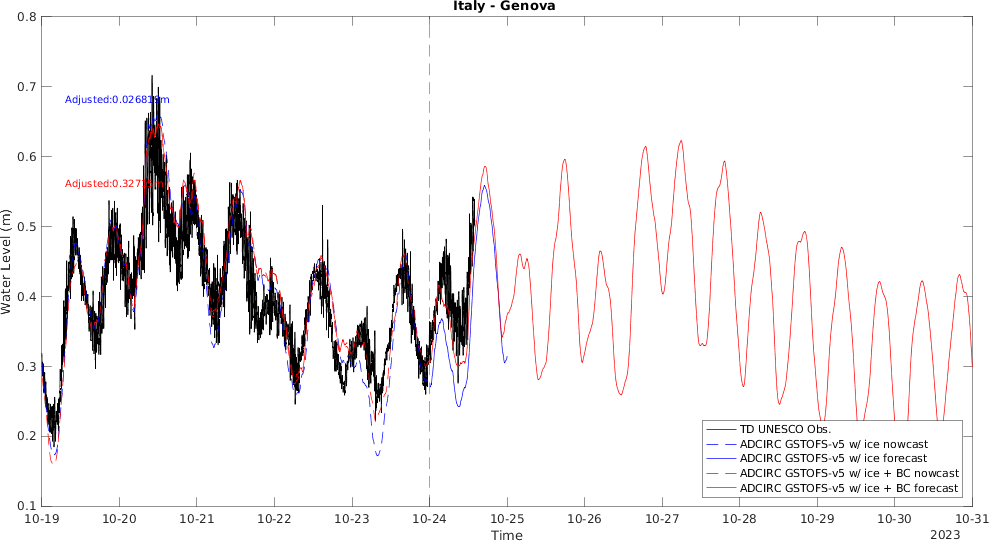 Italy - Genova
Water Level (m)
0.8
0.7
0.6
0.5
0.4
0.3
0.2
0.1
Adjusted:0.026819m
TD UNESCO Obs.
ADCIRC GSTOFS-v5 w/ ice nowcast
ADCIRC GSTOFS-v5 w/ ice forecast
ADCIRC GSTOFS-v5 w/ ice + BC nowcast
ADCIRC GSTOFS-v5 w/ ice + BC forecast
10-19 10-20 10-21 10-22 10-23 10-24 10-25 10-26 10-27 10-28 10-29 10-30 10-31
Time
2023